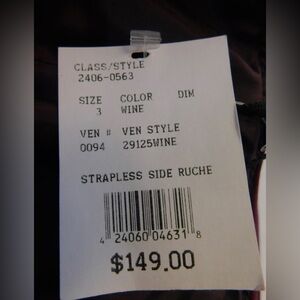 CLASS/STYLE
2406-0563
SIZE COLOR DIM
3 WINE
VEN # VEN STYLE
0094 29125WINE
STRAPLESS SIDE RUCHE
4 24060 04631 8
$149.00